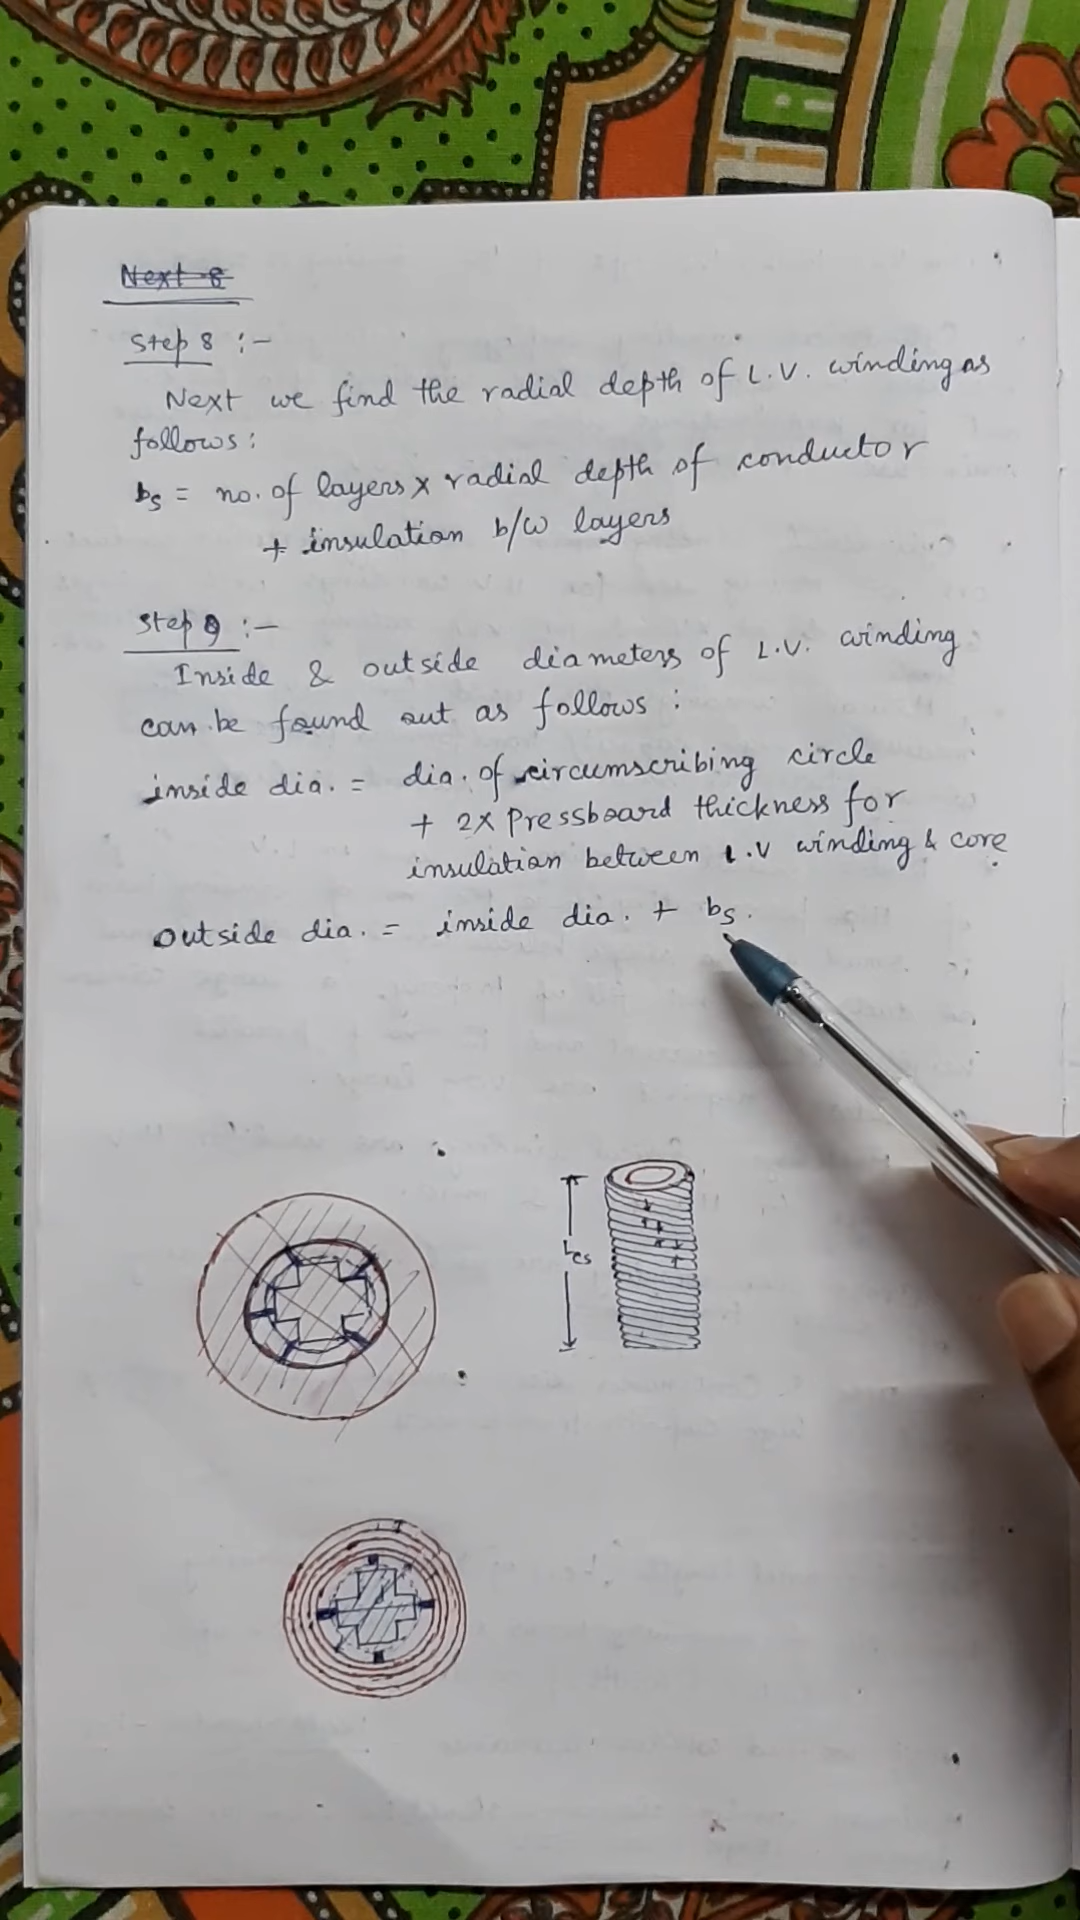 Next 8
Step 8 :-
Next we find the radial depth of L.V. winding as
follows:
bs = no. of layers x radial depth of conductor
+ insulation b/w layers
Step 9 :-
Inside & outside diameters of L.V. winding
can be found out as follows :
inside dia. = dia. of circumscribing circle
+ 2x Pressboard thickness for
insulation between L.V winding & core
outside dia. = inside dia. + bs.
Lcs